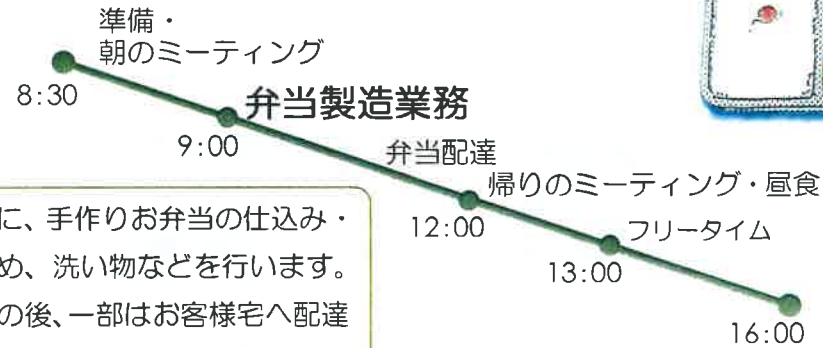 準備・
朝のミーティング
8:30
弁当製造業務
9:00
弁当配達
帰りのミーティング・昼食
12:00
フリータイム
13:00
16:00
に、手作りお弁当の仕込み・
め、洗い物などを行います。
の後、一部はお客様宅へ配達